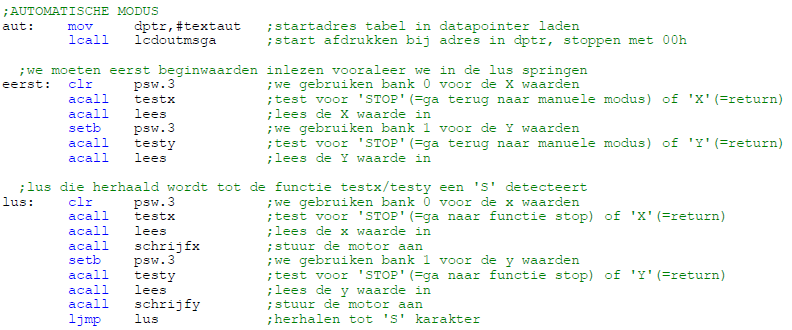 ;AUTOMATISCHE MODUS
aut: mov dptr,#textaut ;startadres tabel in datapointer laden
lcall lcdoutmsga ;start afdrukken bij adres in dptr, stoppen met 00h
;we moeten eerst beginwaarden inlezen vooraleer we in de lus springen
eerst: clr psw.3 ;we gebruiken bank 0 voor de X waarden
acall testx ;test voor 'STOP'(=ga terug naar manuele modus) of 'X'(=return)
acall lees ;lees de X waarde in
setb psw.3 ;we gebruiken bank 1 voor de Y waarden
acall testy ;test voor 'STOP'(=ga terug naar manuele modus) of 'Y'(=return)
acall lees ;lees de Y waarde in
;lus die herhaald wordt tot de functie testx/testy een 'S' detecteert
lus: clr psw.3 ;we gebruiken bank 0 voor de x waarden
acall testx ;test voor 'STOP'(=ga naar functie stop) of 'X'(=return)
acall lees ;lees de x waarde in
acall schrijfx ;stuur de motor aan
setb psw.3 ;we gebruiken bank 1 voor de y waarden
acall testy ;test voor 'STOP'(=ga naar functie stop) of 'Y'(=return)
acall lees ;lees de y waarde in
acall schrijfy ;stuur de motor aan
ljmp lus ;herhalen tot 'S' karakter